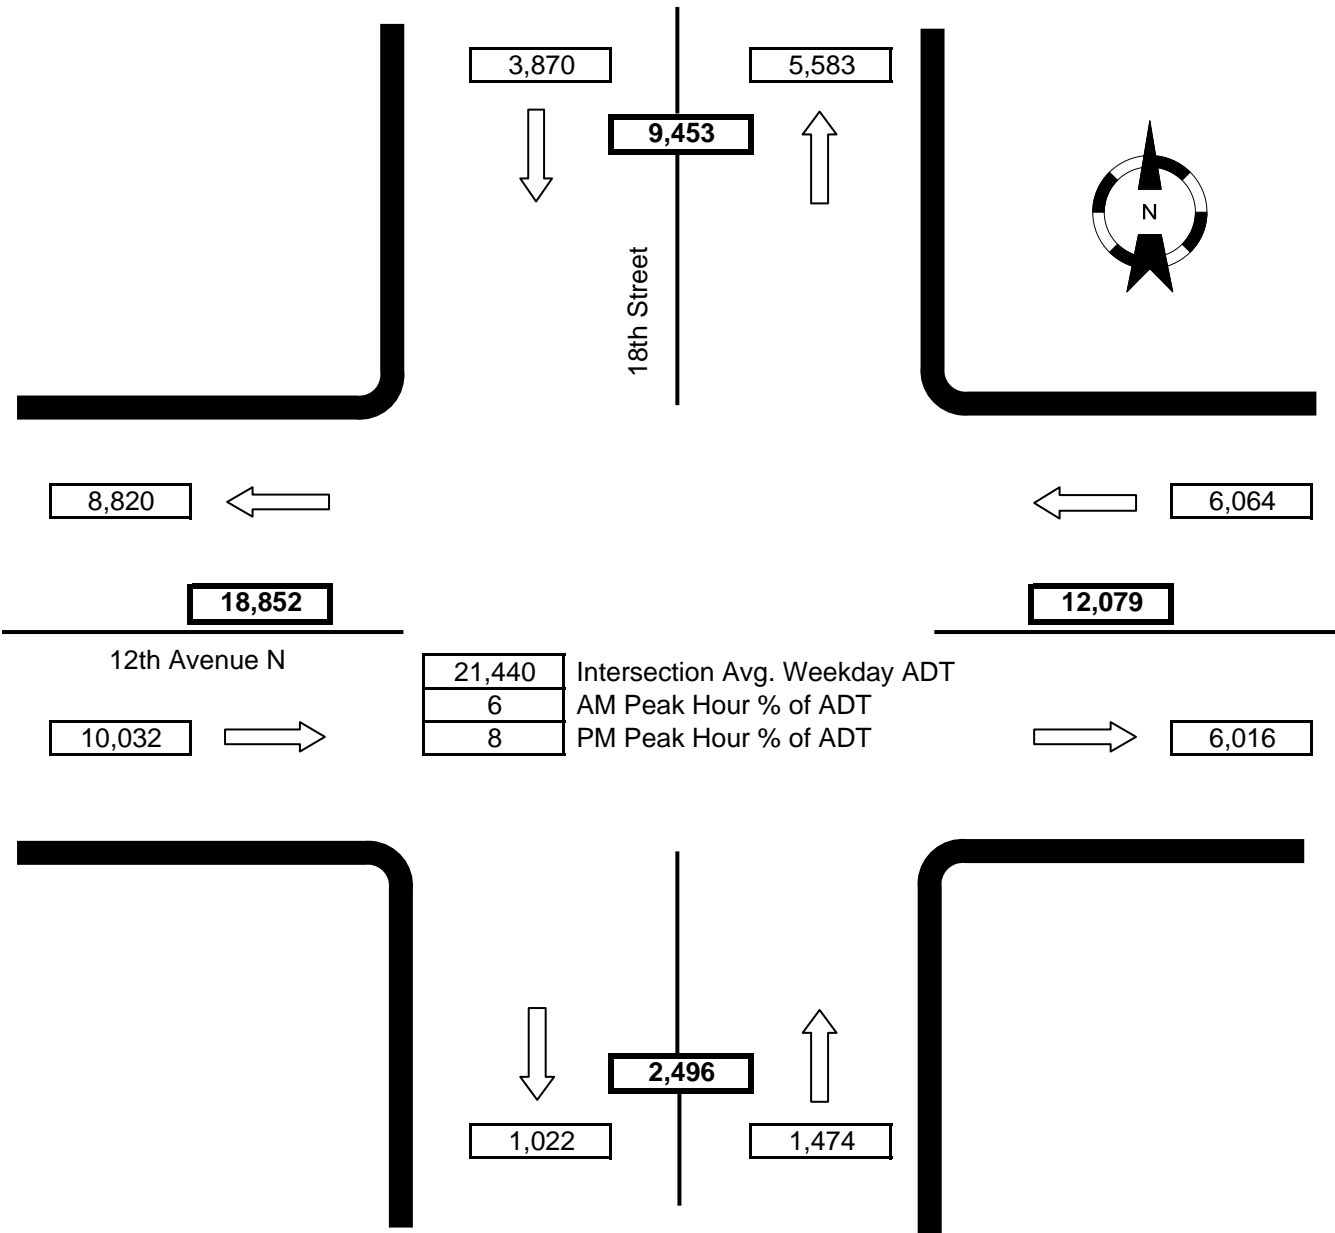 3,870
5,583
9,453
N
18th Street
8,820
6,064
18,852
12,079
12th Avenue N
21,440 Intersection Avg. Weekday ADT
6 AM Peak Hour % of ADT
8 PM Peak Hour % of ADT
10,032
6,016
2,496
1,022
1,474